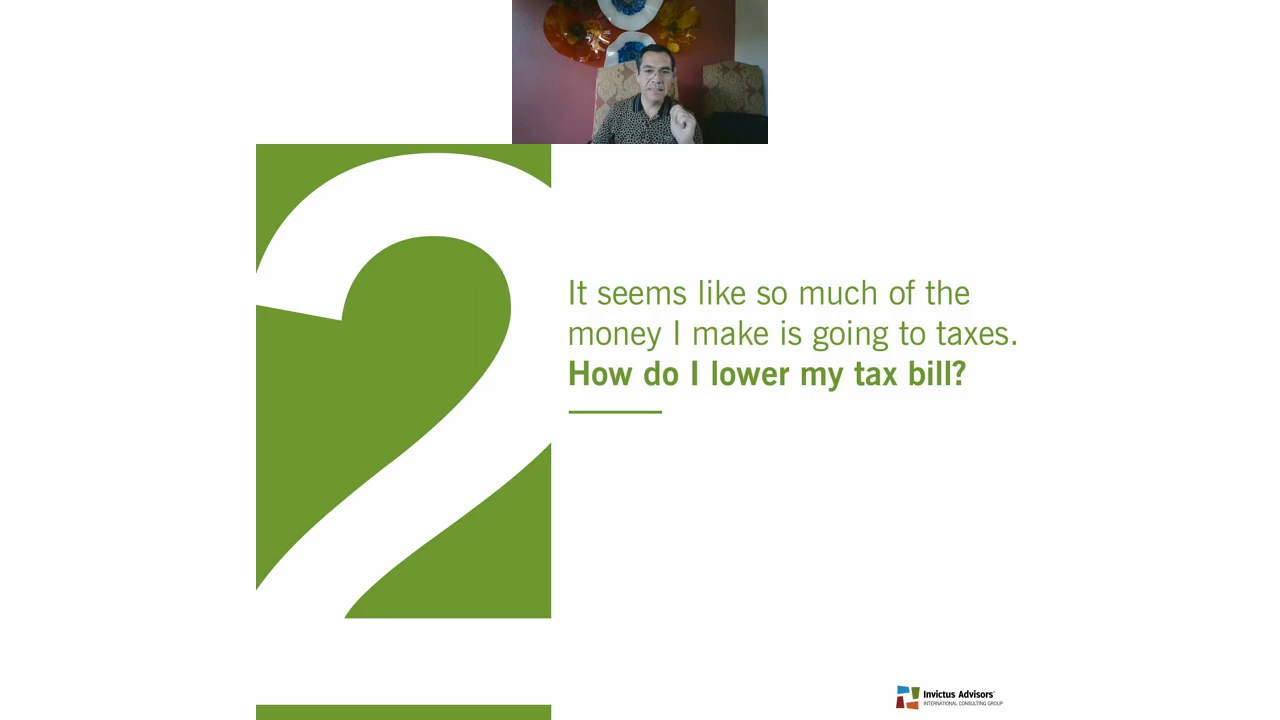 2
It seems like so much of the
money I make is going to taxes.
How do I lower my tax bill?
Invictus Advisors
INTERNATIONAL CONSULTING GROUP